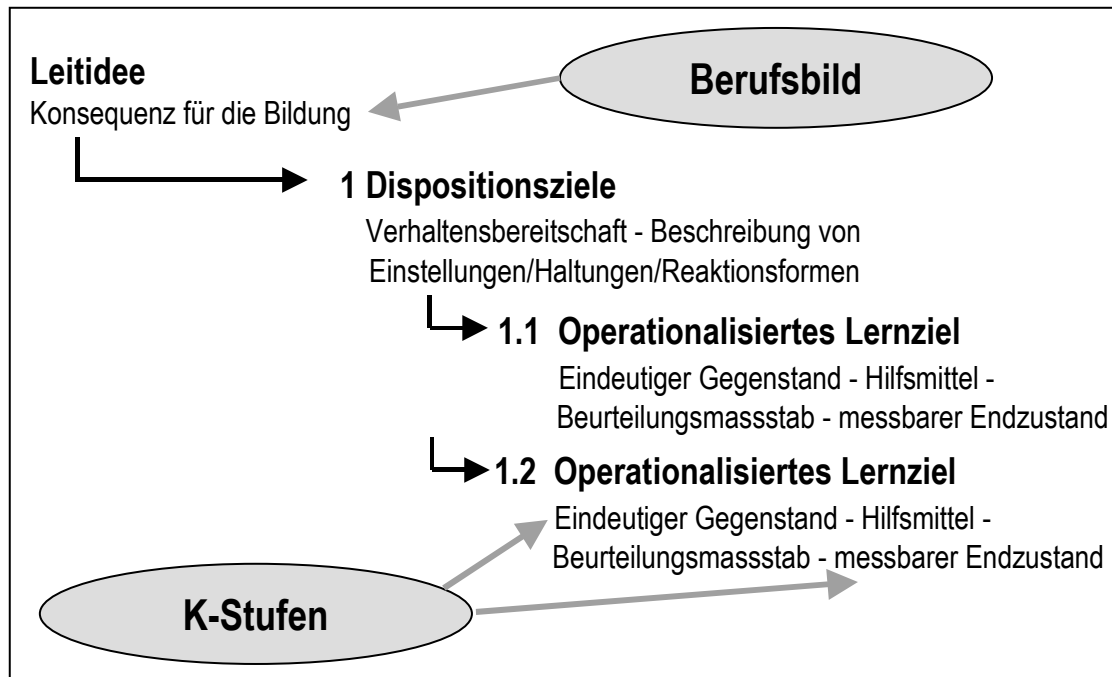 Leitidee
Konsequenz für die Bildung
Berufsbild
1 Dispositionsziele
Verhaltensbereitschaft - Beschreibung von
Einstellungen/Haltungen/Reaktionsformen
1.1 Operationalisiertes Lernziel
Eindeutiger Gegenstand - Hilfsmittel -
Beurteilungsmassstab - messbarer Endzustand
1.2 Operationalisiertes Lernziel
Eindeutiger Gegenstand - Hilfsmittel -
Beurteilungsmassstab - messbarer Endzustand
K-Stufen